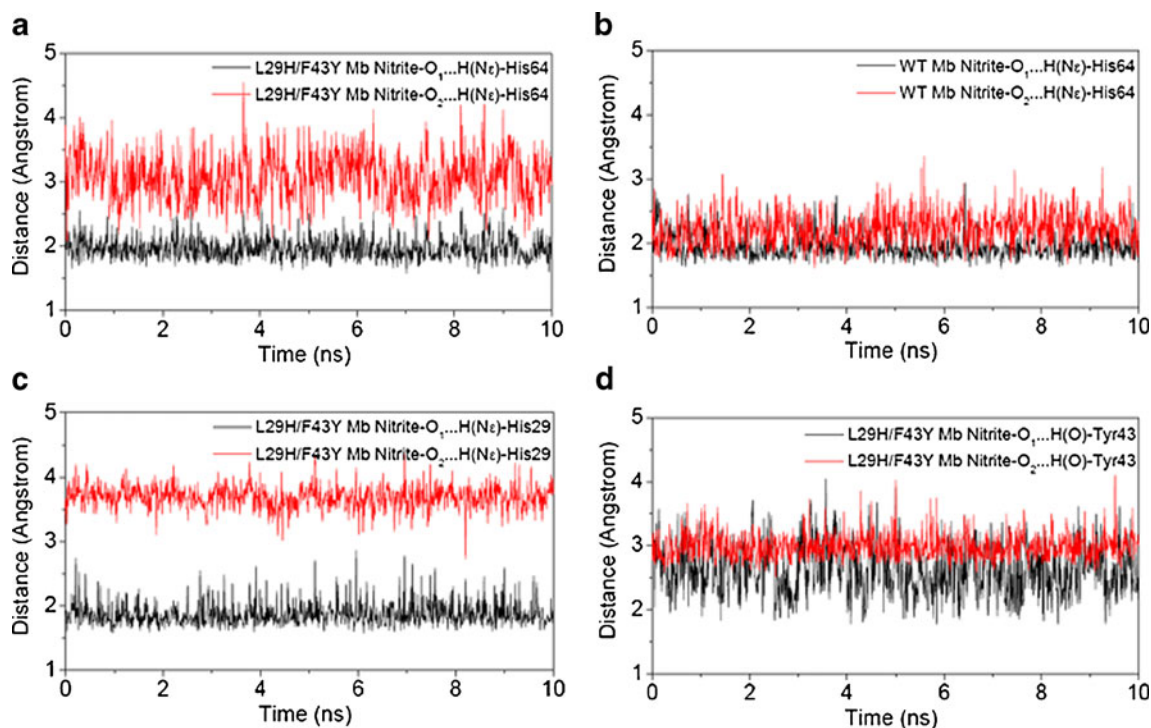 a
5
4
3
2
1
Distance (Angstrom)
L29H/F43Y Mb Nitrite-O₁...H(Nε)-His64
L29H/F43Y Mb Nitrite-O₂...H(Nε)-His64
0 2 4 6 8 10
Time (ns)
b
5
4
3
2
1
Distance (Angstrom)
WT Mb Nitrite-O₁...H(Nε)-His64
WT Mb Nitrite-O₂...H(Nε)-His64
0 2 4 6 8 10
Time (ns)
c
5
4
3
2
1
Distance (Angstrom)
L29H/F43Y Mb Nitrite-O₁...H(Nε)-His29
L29H/F43Y Mb Nitrite-O₂...H(Nε)-His29
0 2 4 6 8 10
Time (ns)
d
5
4
3
2
1
Distance (Angstrom)
L29H/F43Y Mb Nitrite-O₁...H(O)-Tyr43
L29H/F43Y Mb Nitrite-O₂...H(O)-Tyr43
0 2 4 6 8 10
Time (ns)